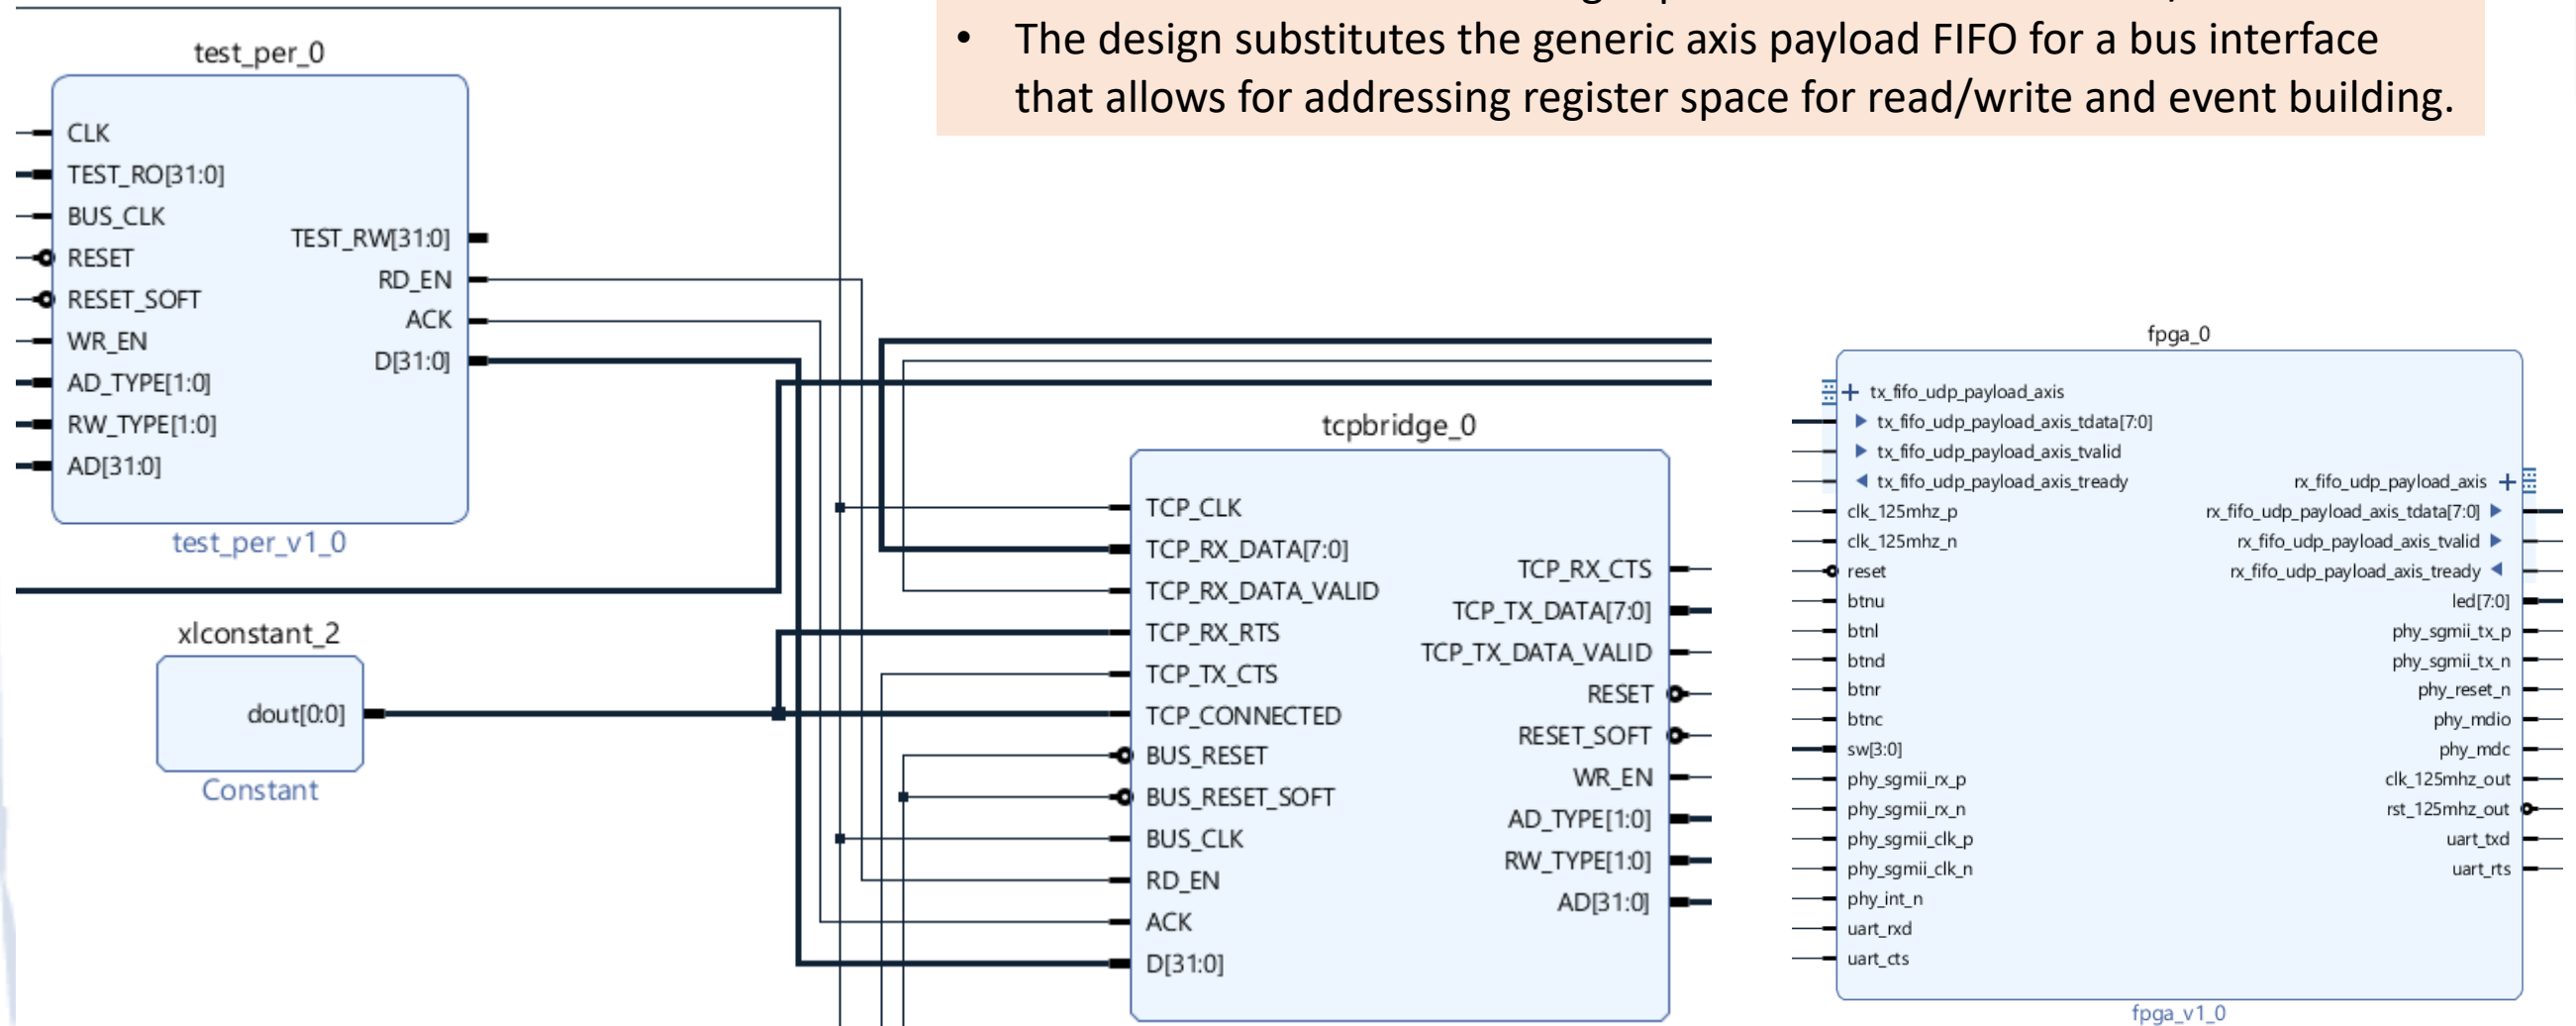 • The design substitutes the generic axis payload FIFO for a bus interface
that allows for addressing register space for read/write and event building.
test_per_0
CLK
TEST_RO[31:0]
BUS_CLK
RESET
RESET_SOFT
WR_EN
AD_TYPE[1:0]
RW_TYPE[1:0]
AD[31:0]
TEST_RW[31:0]
RD_EN
ACK
D[31:0]
test_per_v1_0
xlconstant_2
dout[0:0]
Constant
tcpbridge_0
TCP_CLK
TCP_RX_DATA[7:0]
TCP_RX_DATA_VALID
TCP_RX_RTS
TCP_TX_CTS
TCP_CONNECTED
BUS_RESET
BUS_RESET_SOFT
BUS_CLK
RD_EN
ACK
D[31:0]
TCP_RX_CTS
TCP_TX_DATA[7:0]
TCP_TX_DATA_VALID
RESET
RESET_SOFT
WR_EN
AD_TYPE[1:0]
RW_TYPE[1:0]
AD[31:0]
fpga_0
tx_fifo_udp_payload_axis
tx_fifo_udp_payload_axis_tdata[7:0]
tx_fifo_udp_payload_axis_tvalid
tx_fifo_udp_payload_axis_tready
clk_125mhz_p
clk_125mhz_n
reset
btnu
btnl
btnd
btnr
btnc
sw[3:0]
phy_sgmii_rx_p
phy_sgmii_rx_n
phy_sgmii_clk_p
phy_sgmii_clk_n
phy_int_n
uart_rxd
uart_cts
rx_fifo_udp_payload_axis
rx_fifo_udp_payload_axis_tdata[7:0]
rx_fifo_udp_payload_axis_tvalid
rx_fifo_udp_payload_axis_tready
led[7:0]
phy_sgmii_tx_p
phy_sgmii_tx_n
phy_reset_n
phy_mdio
phy_mdc
clk_125mhz_out
rst_125mhz_out
uart_txd
uart_rts
fpga_v1_0